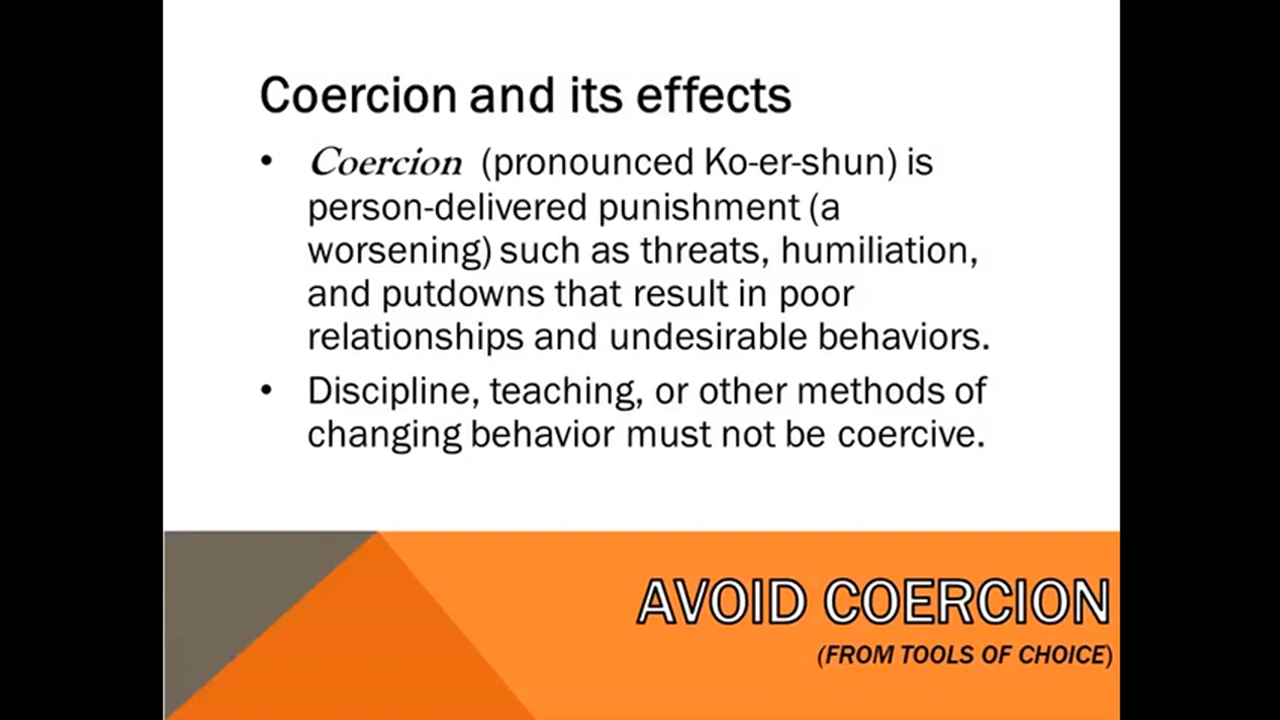 Coercion and its effects
• Coercion (pronounced Ko-er-shun) is
person-delivered punishment (a
worsening) such as threats, humiliation,
and putdowns that result in poor
relationships and undesirable behaviors.
• Discipline, teaching, or other methods of
changing behavior must not be coercive.
AVOID COERCION
(FROM TOOLS OF CHOICE)